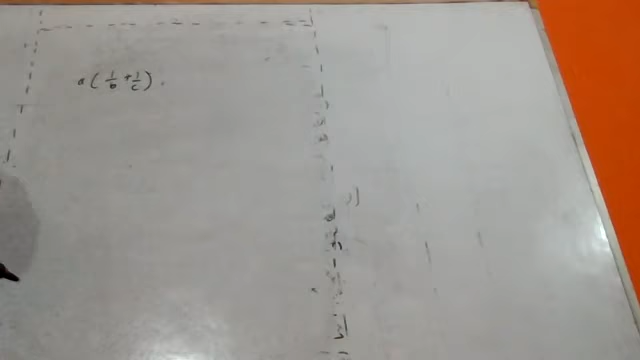 a(1/b + 1/c).